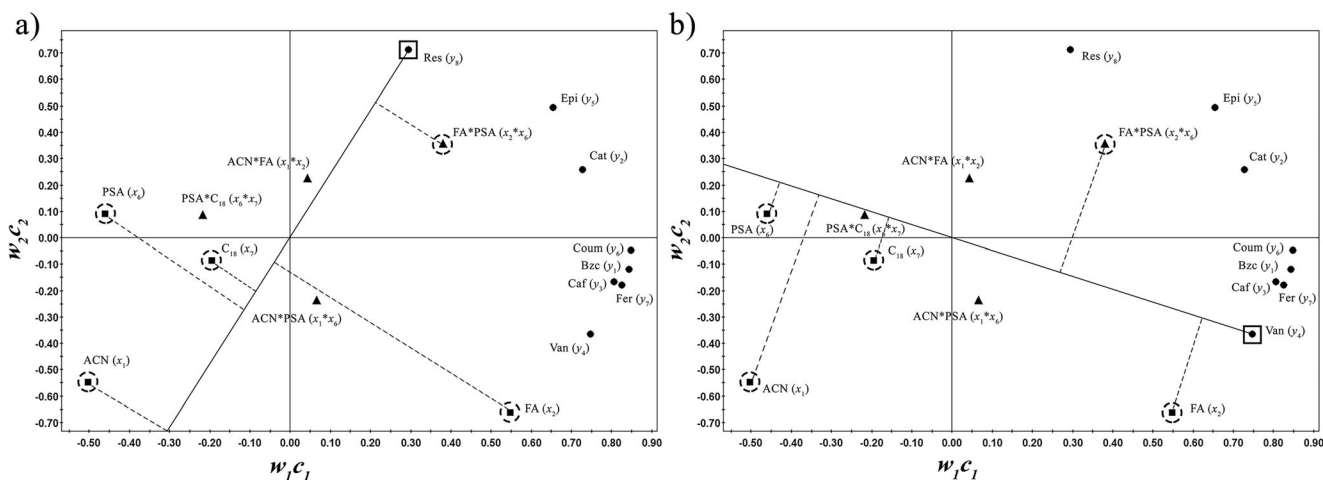 a)
0.70
0.60
0.50
0.40
0.30
0.20
0.10
0.00
-0.10
-0.20
-0.30
-0.40
-0.50
-0.60
-0.70
w₂c₂
Res (y₈)
Epi (y₅)
FA*PSA (x₂*x₆)
Cat (y₂)
ACN*FA (x₁*x₂)
PSA (x₆)
PSA*C₁₈ (x₆*x₇)
C₁₈ (x₇)
Coum (y₆)
Bzc (y₁)
Caf (y₃)
Fer (y₇)
ACN*PSA (x₁*x₆)
Van (y₄)
ACN (x₁)
FA (x₂)
-0.50 -0.40 -0.30 -0.20 -0.10 0.00 0.10 0.20 0.30 0.40 0.50 0.60 0.70 0.80 0.90
w₁c₁
b)
0.70
0.60
0.50
0.40
0.30
0.20
0.10
0.00
-0.10
-0.20
-0.30
-0.40
-0.50
-0.60
-0.70
w₂c₂
Res (y₈)
Epi (y₅)
FA*PSA (x₂*x₆)
Cat (y₂)
ACN*FA (x₁*x₂)
PSA (x₆)
PSA*C₁₈ (x₆*x₇)
C₁₈ (x₇)
Coum (y₆)
Bzc (y₁)
Caf (y₃)
Fer (y₇)
ACN*PSA (x₁*x₆)
Van (y₄)
ACN (x₁)
FA (x₂)
-0.50 -0.40 -0.30 -0.20 -0.10 0.00 0.10 0.20 0.30 0.40 0.50 0.60 0.70 0.80 0.90
w₁c₁